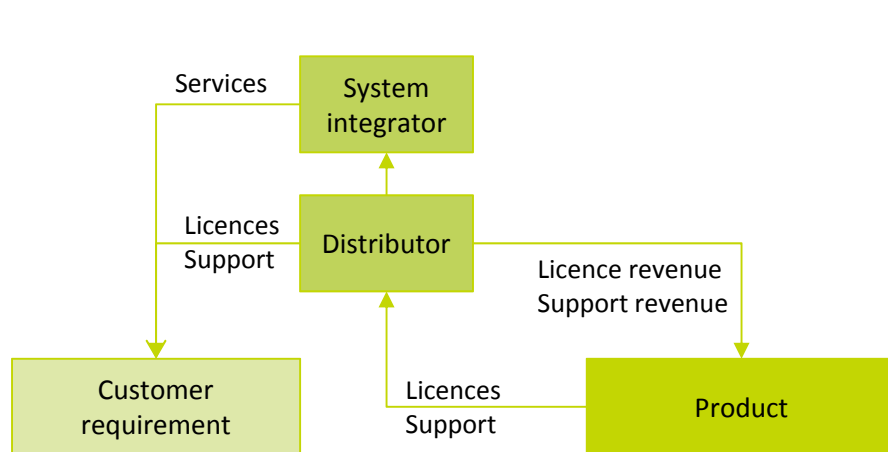 Services
System
integrator
Licences
Support
Distributor
Licence revenue
Support revenue
Customer
requirement
Licences
Support
Product